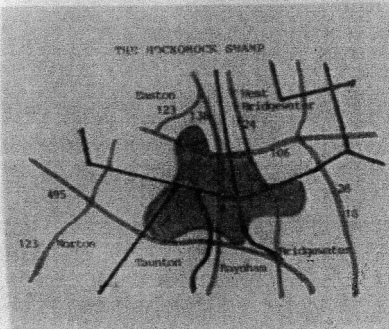 THE HOCKOMOCK SWAMP
Easton
West
123
Bridgewater
138
24
106
495
28
18
123
Norton
Bridgewater
Taunton
Raynham